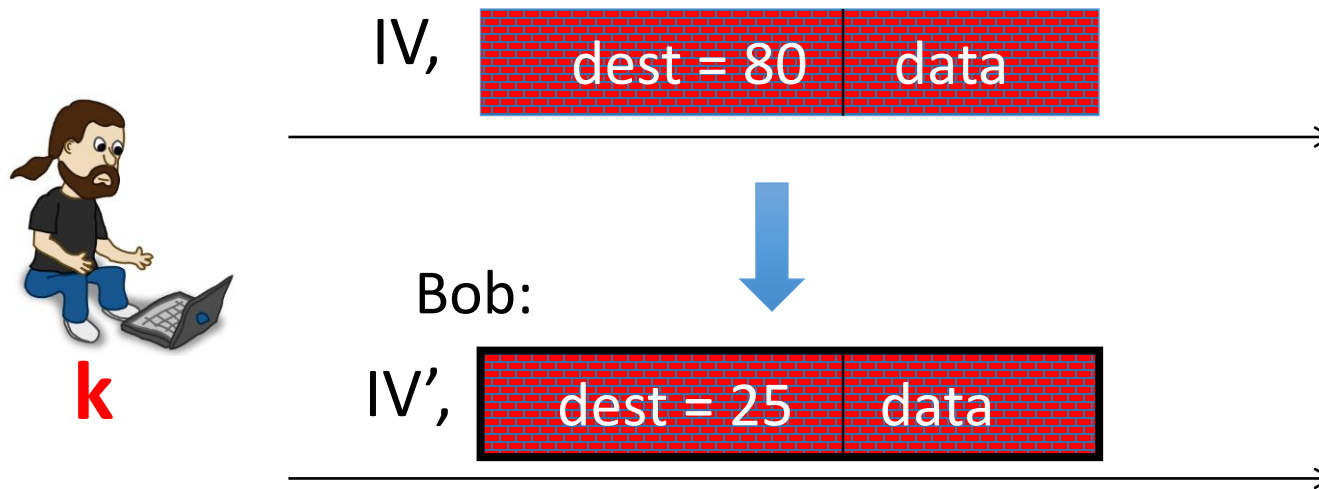 IV, dest = 80 data
Bob:
k
IV’, dest = 25 data